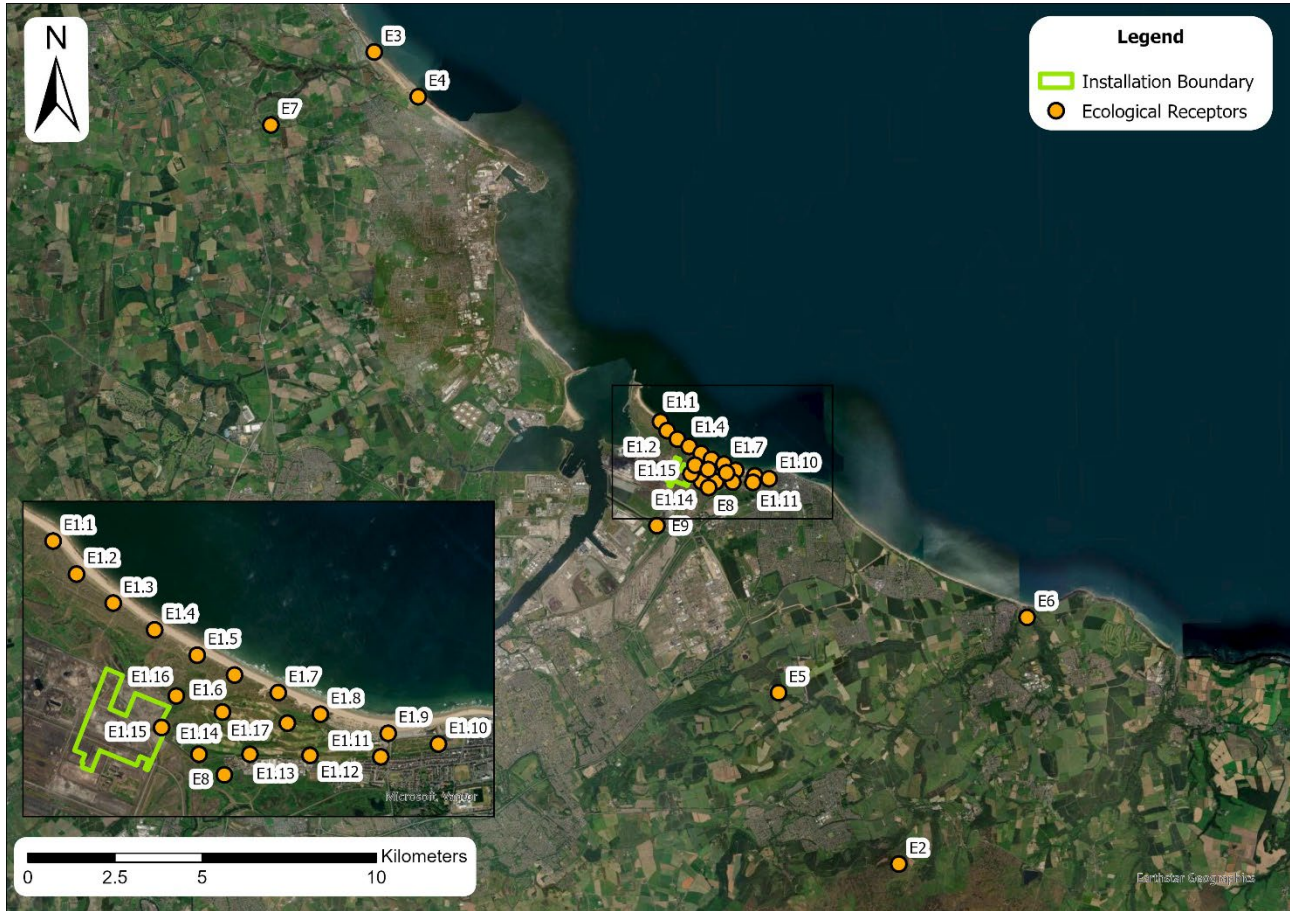 N
Legend
Installation Boundary
Ecological Receptors
E3
E4
E7
E1.1
E1.4
E1.2
E1.7
E1.15
E1.10
E1.14
E8
E1.11
E9
E6
E5
E2
E1.1
E1.2
E1.3
E1.4
E1.5
E1.16
E1.6
E1.7
E1.8
E1.9
E1.10
E1.15
E1.14
E1.17
E1.11
E8
E1.13
E1.12
Microsoft, Vantor
Kilometers
0 2.5 5 10
Earthstar Geographics